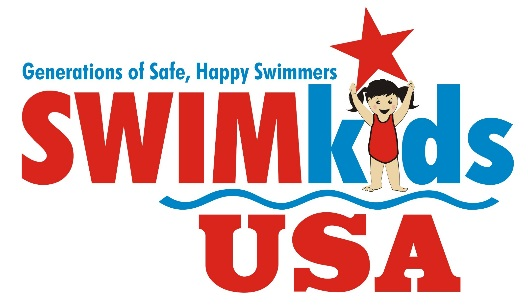 Generations of Safe, Happy Swimmers
SWIMkids
USA